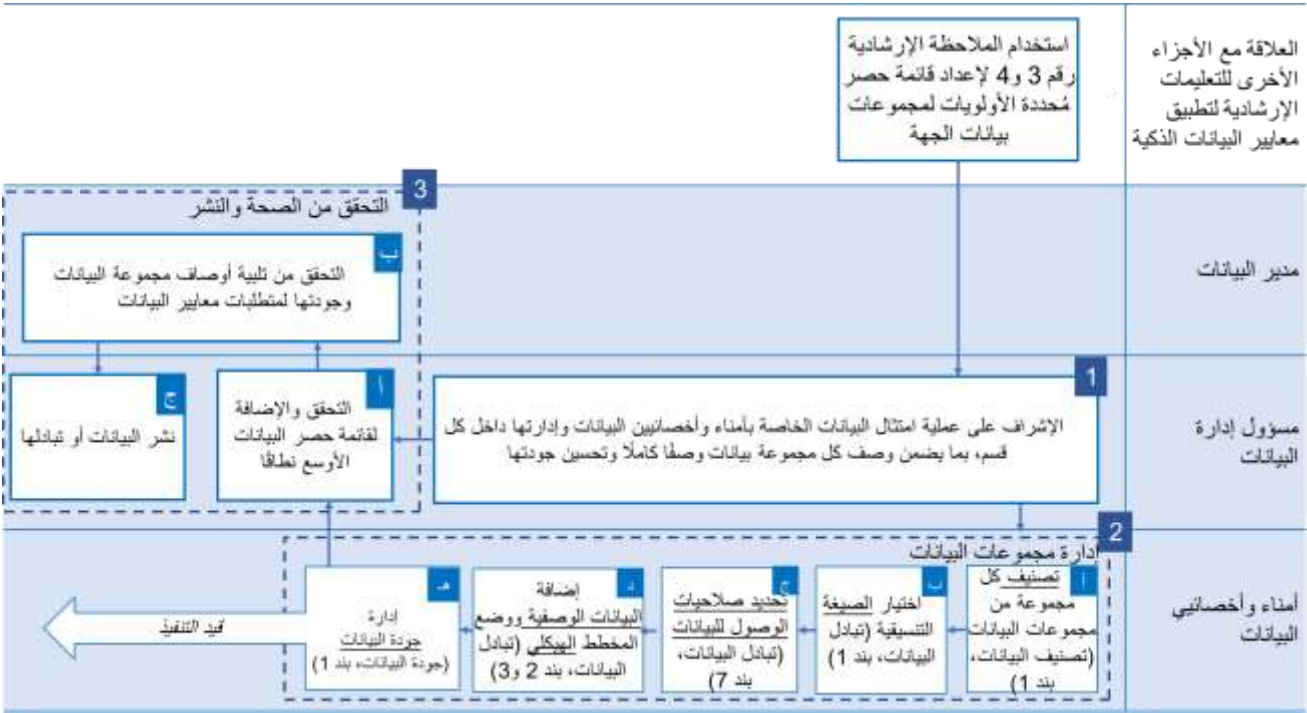 العلاقة مع الأجزاء
الأخرى للتعليمات
الإرشادية لتطبيق
معايير البيانات الذكية
استخدام الملاحظة الإرشادية
رقم 3 و4 لإعداد قائمة حصر
مُحددة الأولويات لمجموعات
بيانات الجهة
مدير البيانات
3
التحقق من الصحة والنشر
ب
التحقق من تلبية أوصاف مجموعة البيانات
وجودتها لمتطلبات معايير البيانات
مسؤول إدارة
البيانات
1
الإشراف على عملية امتثال البيانات الخاصة بأمناء وأخصائيين البيانات وإدارتها داخل كل
قسم، بما يضمن وصف كل مجموعة بيانات وصفًا كاملًا وتحسين جودتها
أ
التحقق والإضافة
لقائمة حصر البيانات
الأوسع نطاقًا
ج
نشر البيانات أو تبادلها
أمناء وأخصائيي
البيانات
2
إدارة مجموعات البيانات
أ
تصنيف كل
مجموعة من
مجموعات البيانات
(تصنيف البيانات،
بند 1)
ب
اختيار الصيغة
التنسيقية (تبادل
البيانات، بند 1)
ج
تحديد صلاحيات
الوصول للبيانات
(تبادل البيانات،
بند 7)
د
إضافة
البيانات الوصفية ووضع
المخطط الهيكلي (تبادل
البيانات، بند 2 و3)
هـ
إدارة
جودة البيانات
(جودة البيانات، بند 1)
قيد التنفيذ